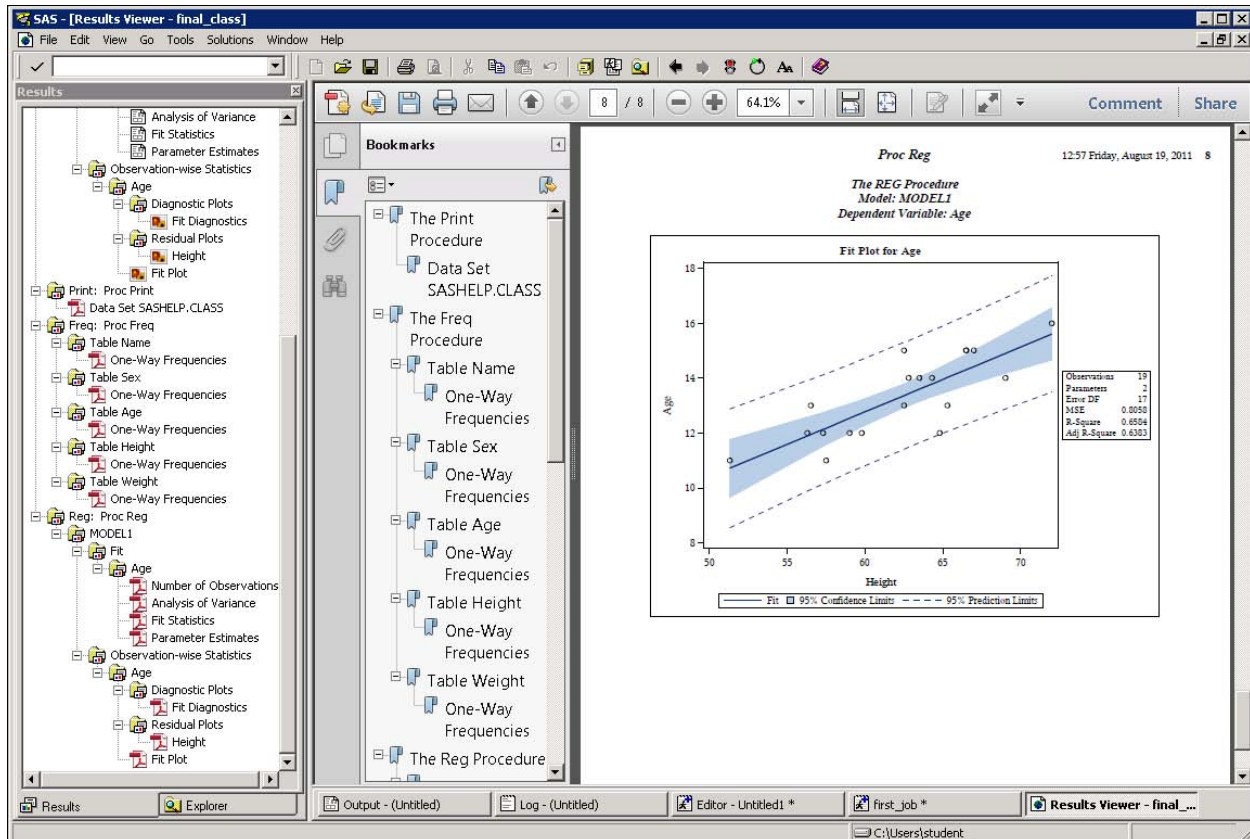 SAS - [Results Viewer - final_class]
File Edit View Go Tools Solutions Window Help
Results
Analysis of Variance
Fit Statistics
Parameter Estimates
Observation-wise Statistics
Age
Diagnostic Plots
Fit Diagnostics
Residual Plots
Height
Fit Plot
Print: Proc Print
Data Set SASHELP.CLASS
Freq: Proc Freq
Table Name
One-Way Frequencies
Table Sex
One-Way Frequencies
Table Age
One-Way Frequencies
Table Height
One-Way Frequencies
Table Weight
One-Way Frequencies
Reg: Proc Reg
MODEL1
Fit
Age
Number of Observations
Analysis of Variance
Fit Statistics
Parameter Estimates
Observation-wise Statistics
Age
Diagnostic Plots
Fit Diagnostics
Residual Plots
Height
Fit Plot
Results Explorer
8 / 8 64.1% Comment Share
Bookmarks
The Print
Procedure
Data Set
SASHELP.CLASS
The Freq
Procedure
Table Name
One-Way
Frequencies
Table Sex
One-Way
Frequencies
Table Age
One-Way
Frequencies
Table Height
One-Way
Frequencies
Table Weight
One-Way
Frequencies
The Reg Procedure
Proc Reg 12:57 Friday, August 19, 2011 8
The REG Procedure
Model: MODEL1
Dependent Variable: Age
Fit Plot for Age
18
16
14
12
10
8
Age
50 55 60 65 70
Height
Observations 19
Parameters 2
Error DF 17
MSE 0.8058
R-Square 0.6584
Adj R-Square 0.6383
Fit 95% Confidence Limits 95% Prediction Limits
Output - (Untitled) Log - (Untitled) Editor - Untitled1 * first_job * Results Viewer - final_...
C:\Users\student